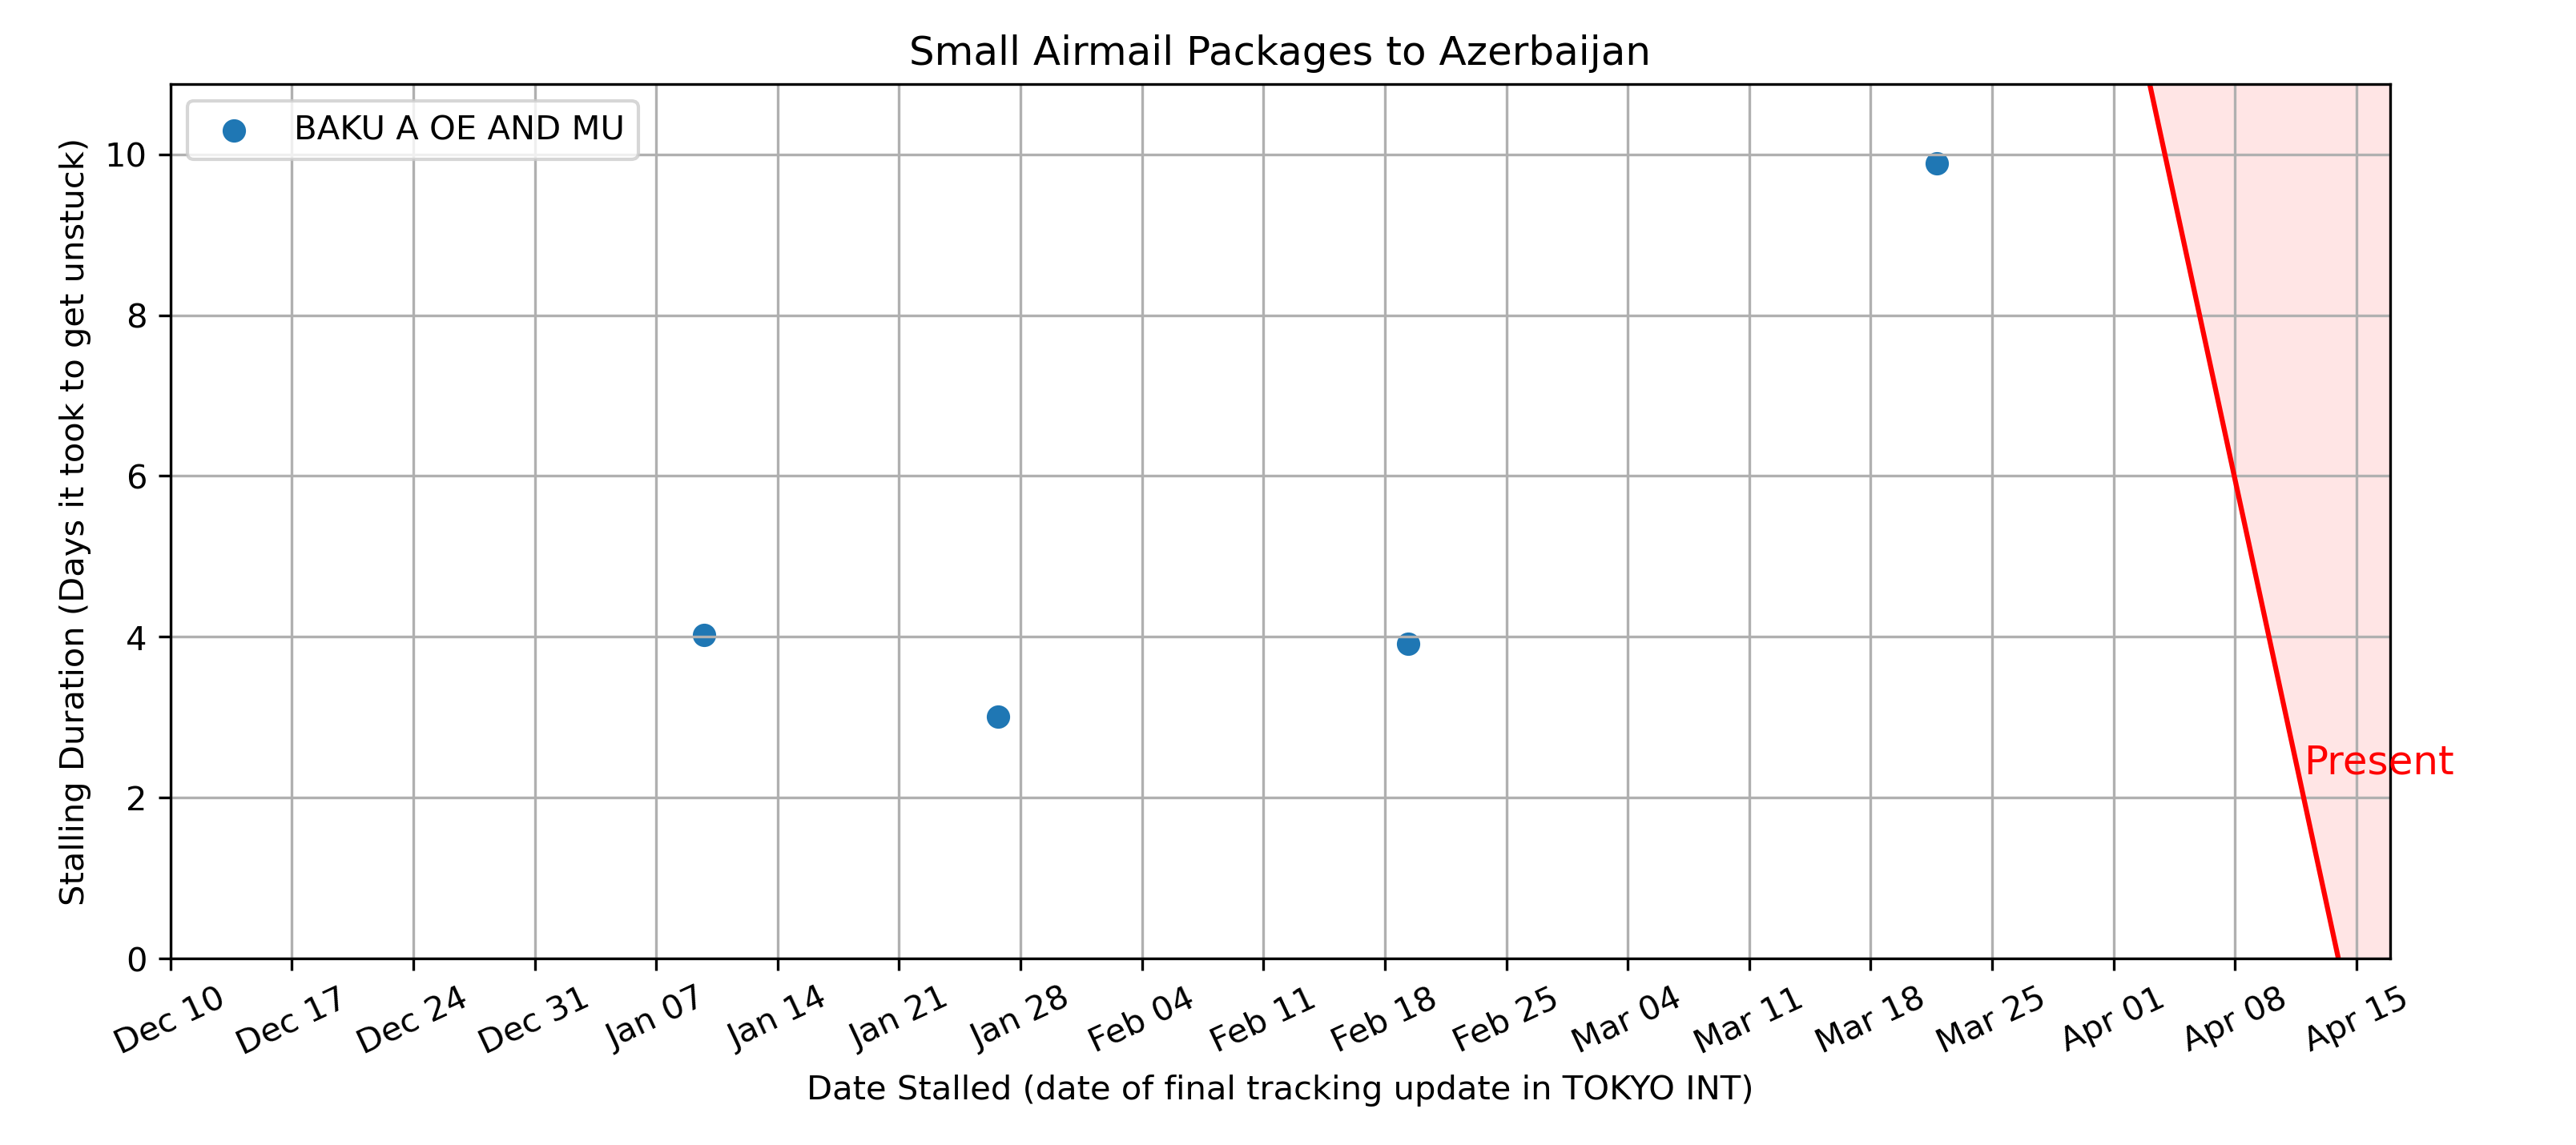 Small Airmail Packages to Azerbaijan
BAKU A OE AND MU
Stalling Duration (Days it took to get unstuck)
10
8
6
4
2
0
Present
Dec 10
Dec 17
Dec 24
Dec 31
Jan 07
Jan 14
Jan 21
Jan 28
Feb 04
Feb 11
Feb 18
Feb 25
Mar 04
Mar 11
Mar 18
Mar 25
Apr 01
Apr 08
Apr 15
Date Stalled (date of final tracking update in TOKYO INT)